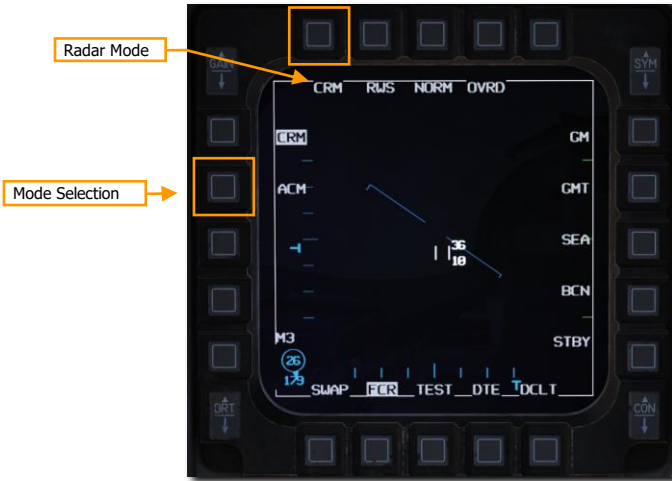 Radar Mode
GAIN
SYM
CRM RWS NORM OVRD
CRM
GM
Mode Selection
ACM
GMT
SEA
36
10
BCN
M3
STBY
26
179
SWAP FCR TEST DTE DCLT
BRT
CON